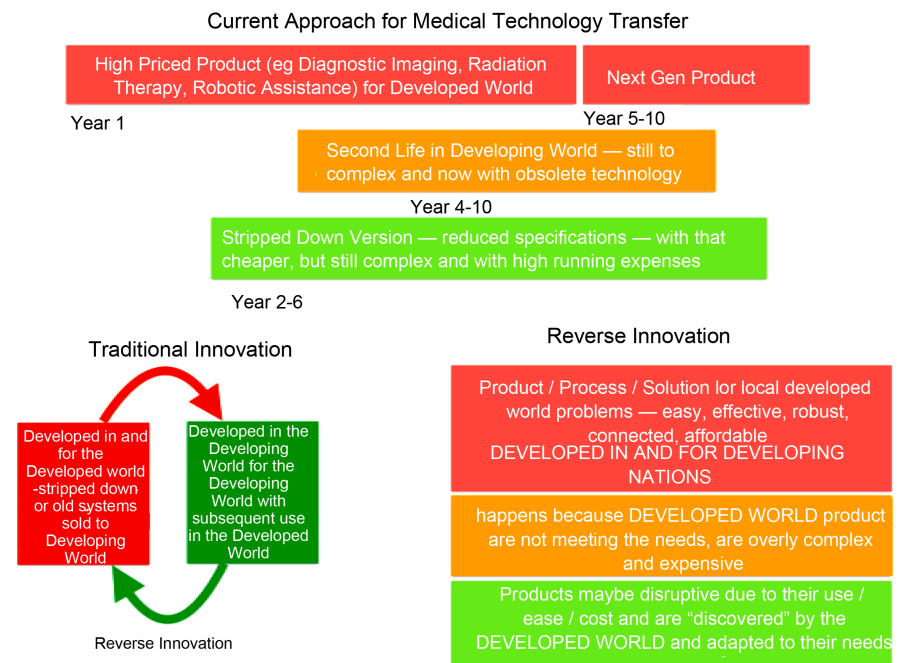 Current Approach for Medical Technology Transfer
High Priced Product (eg Diagnostic Imaging, Radiation
Therapy, Robotic Assistance) for Developed World
Next Gen Product
Year 1
Year 5-10
Second Life in Developing World — still to
complex and now with obsolete technology
Year 4-10
Stripped Down Version — reduced specifications — with that
cheaper, but still complex and with high running expenses
Year 2-6
Traditional Innovation
Developed in and
for the
Developed world
-stripped down
or old systems
sold to
Developing
World
Developed in the
Developing
World for the
Developing
World with
subsequent use
in the Developed
World
Reverse Innovation
Reverse Innovation
Product / Process / Solution lor local developed
world problems — easy, effective, robust,
connected, affordable
DEVELOPED IN AND FOR DEVELOPING
NATIONS
happens because DEVELOPED WORLD product
are not meeting the needs, are overly complex
and expensive
Products maybe disruptive due to their use /
ease / cost and are “discovered” by the
DEVELOPED WORLD and adapted to their needs